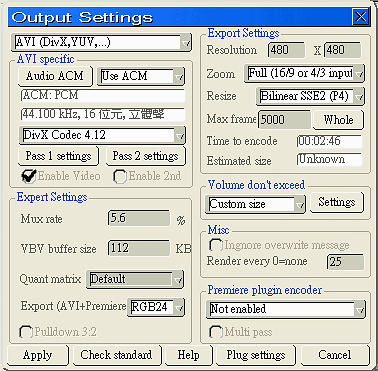 Output Settings
AVI (DivX,YUV,...)
AVI specific
Audio ACM
Use ACM
ACM: PCM
44.100 kHz, 16 位元, 立體聲
DivX Codec 4.12
Pass 1 settings
Pass 2 settings
Enable Video
Enable 2nd
Expert Settings
Mux rate 5.6 %
VBV buffer size 112 KB
Quant matrix Default
Export (AVI+Premiere RGB24
Pulldown 3:2
Export Settings
Resolution 480 X 480
Zoom Full (16/9 or 4/3 input
Resize Bilinear SSE2 (P4)
Max frame 5000 Whole
Time to encode 00:02:46
Estimated size Unknown
Volume don't exceed
Custom size Settings
Misc
Ingnore overwrite message
Render every 0=none 25
Premiere plugin encoder
Not enabled
Multi pass
Apply
Check standard
Help
Plug settings
Cancel